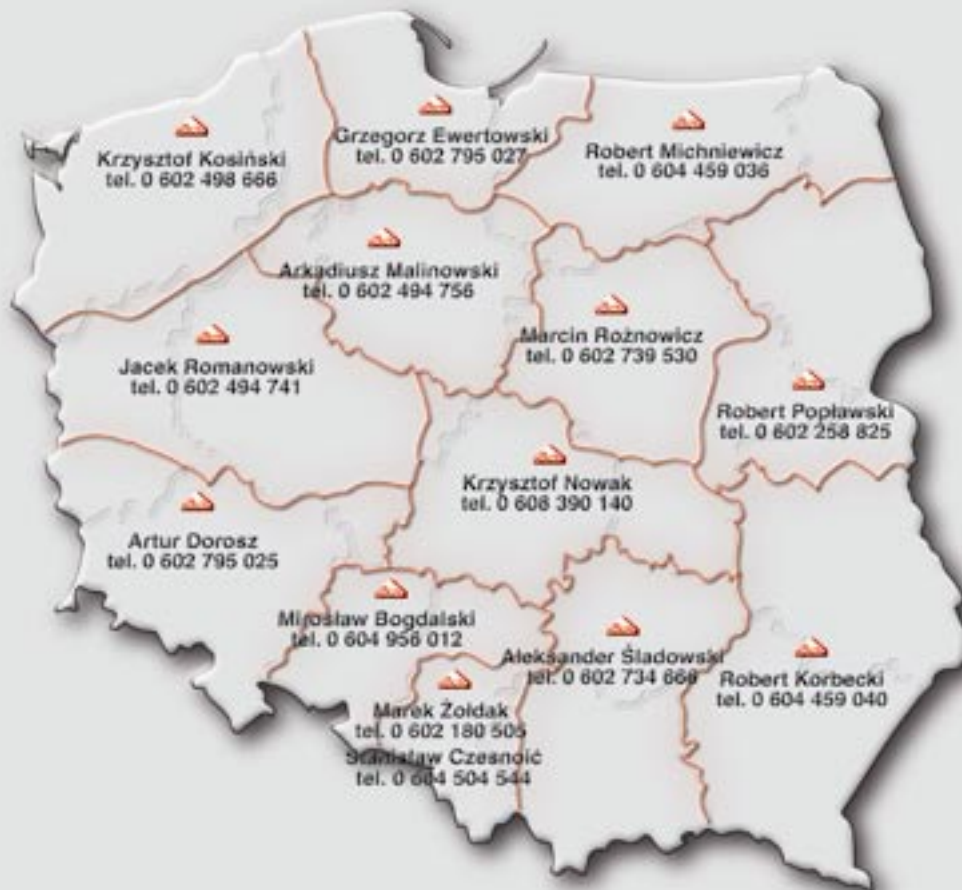 Grzegorz Ewertowski
tel. 0 602 795 027
Krzysztof Kosiński
tel. 0 602 498 666
Robert Michniewicz
tel. 0 604 459 036
Arkadiusz Malinowski
tel. 0 602 494 756
Marcin Rożnowicz
tel. 0 602 739 530
Jacek Romanowski
tel. 0 602 494 741
Robert Popławski
tel. 0 602 258 825
Krzysztof Nowak
tel. 0 608 390 140
Artur Dorosz
tel. 0 602 795 025
Mirosław Bogdalski
tel. 0 604 956 012
Aleksander Śladowski
tel. 0 602 734 666
Robert Korbecki
tel. 0 604 459 040
Marek Żołdak
tel. 0 602 180 505
Stanisław Czesnoić
tel. 0 604 504 544